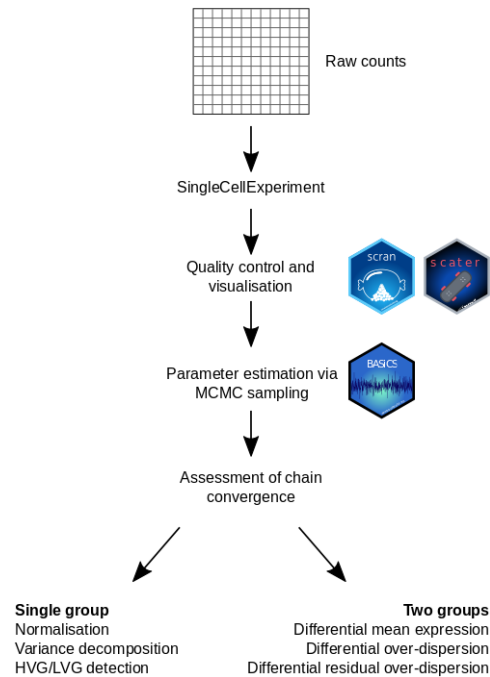 Raw counts
SingleCellExperiment
Quality control and
visualisation
scran
scater
Parameter estimation via
MCMC sampling
BASiCS
Assessment of chain
convergence
Single group
Normalisation
Variance decomposition
HVG/LVG detection
Two groups
Differential mean expression
Differential over-dispersion
Differential residual over-dispersion